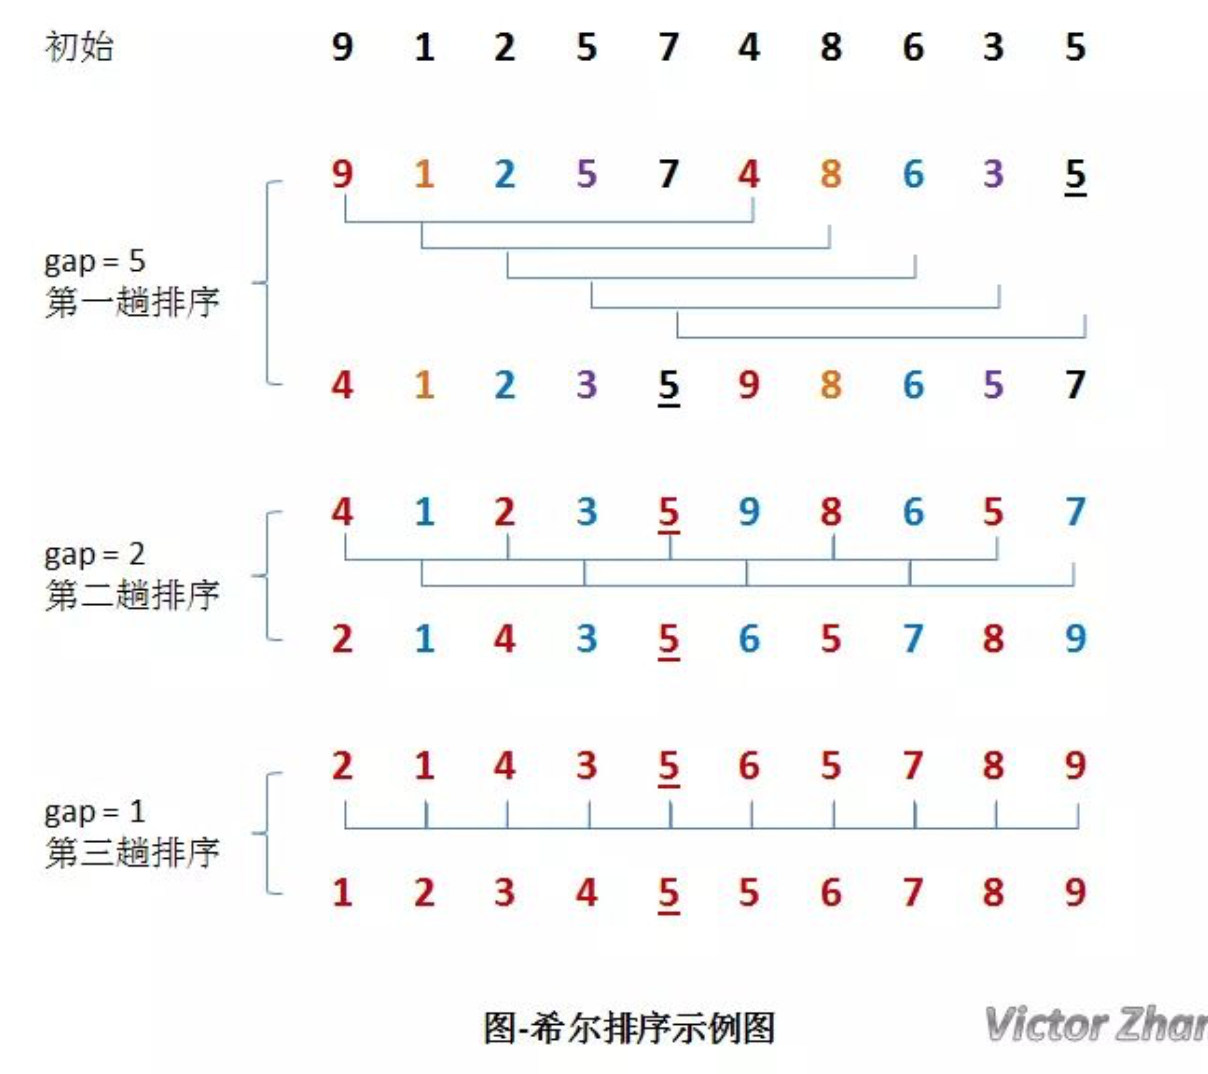 初始 9 1 2 5 7 4 8 6 3 5
9 1 2 5 7 4 8 6 3 5
gap = 5
第一趟排序
4 1 2 3 5 9 8 6 5 7
4 1 2 3 5 9 8 6 5 7
gap = 2
第二趟排序
2 1 4 3 5 6 5 7 8 9
2 1 4 3 5 6 5 7 8 9
gap = 1
第三趟排序
1 2 3 4 5 5 6 7 8 9
图-希尔排序示例图
Victor Zhan